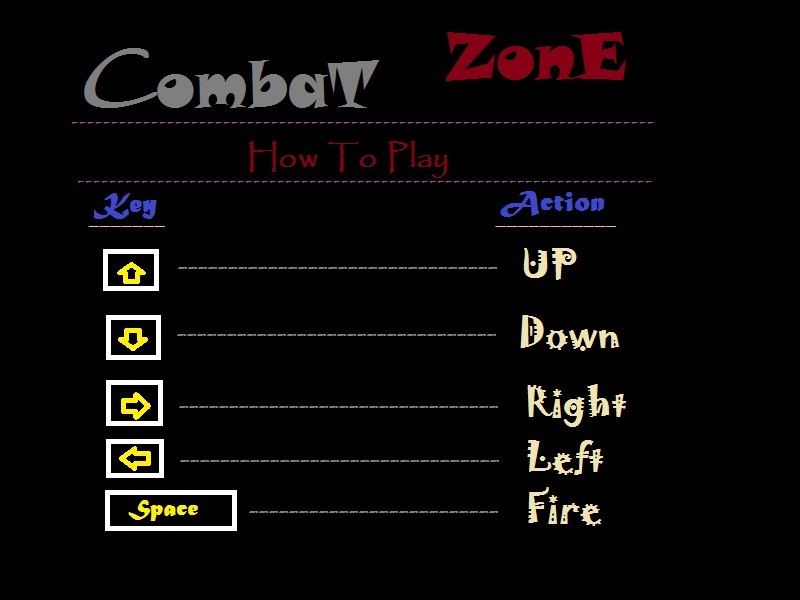 CombaT ZonE
How To Play
Key Action
UP
Down
Right
Left
Space Fire